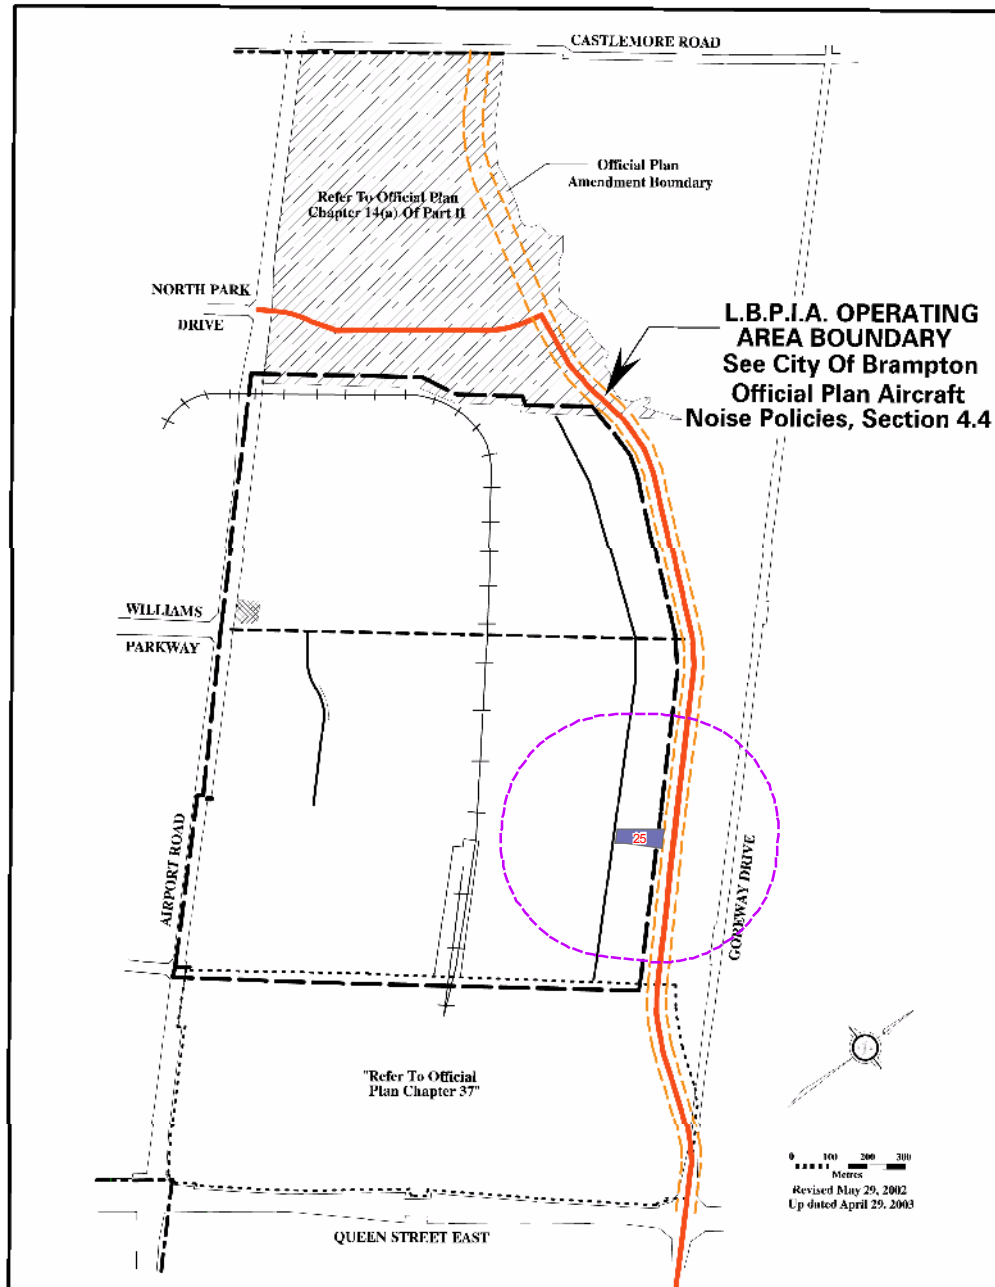 CASTLEMORE ROAD
Official Plan
Amendment Boundary
Refer To Official Plan
Chapter 14(a) Of Part II
NORTH PARK
DRIVE
L.B.P.I.A. OPERATING
AREA BOUNDARY
See City Of Brampton
Official Plan Aircraft
Noise Policies, Section 4.4
WILLIAMS
PARKWAY
25
AIRPORT ROAD
GOREWAY DRIVE
"Refer To Official
Plan Chapter 37"
0 100 200 300
Metres
Revised May 29, 2002
Up dated April 29, 2003
QUEEN STREET EAST